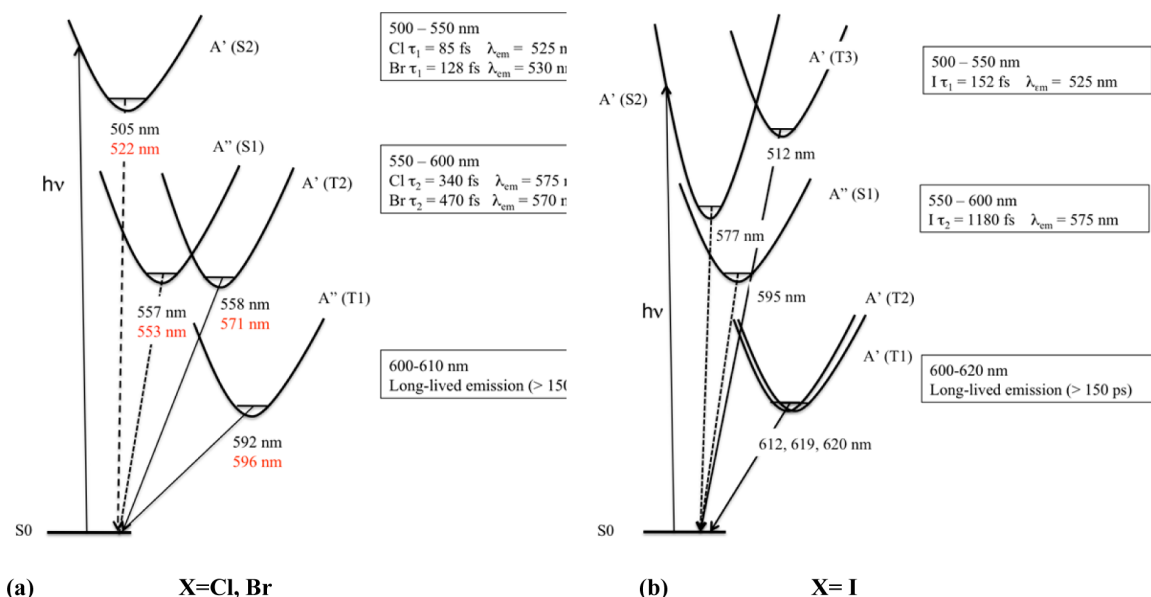 A' (S2)
500 – 550 nm
Cl τ₁ = 85 fs λₑₘ = 525 n
Br τ₁ = 128 fs λₑₘ = 530 nm
505 nm
522 nm
A'' (S1)
A' (T2)
hν
550 – 600 nm
Cl τ₂ = 340 fs λₑₘ = 575
Br τ₂ = 470 fs λₑₘ = 570
557 nm
553 nm
558 nm
571 nm
A'' (T1)
600-610 nm
Long-lived emission (> 150
592 nm
596 nm
S0
(a) X=Cl, Br
A' (T3)
A' (S2)
500 – 550 nm
I τ₁ = 152 fs λₑₘ = 525 nm
512 nm
A'' (S1)
550 – 600 nm
I τ₂ = 1180 fs λₑₘ = 575 nm
577 nm
595 nm
hν
A' (T2)
A' (T1)
600-620 nm
Long-lived emission (> 150 ps)
612, 619, 620 nm
S0
(b) X= I